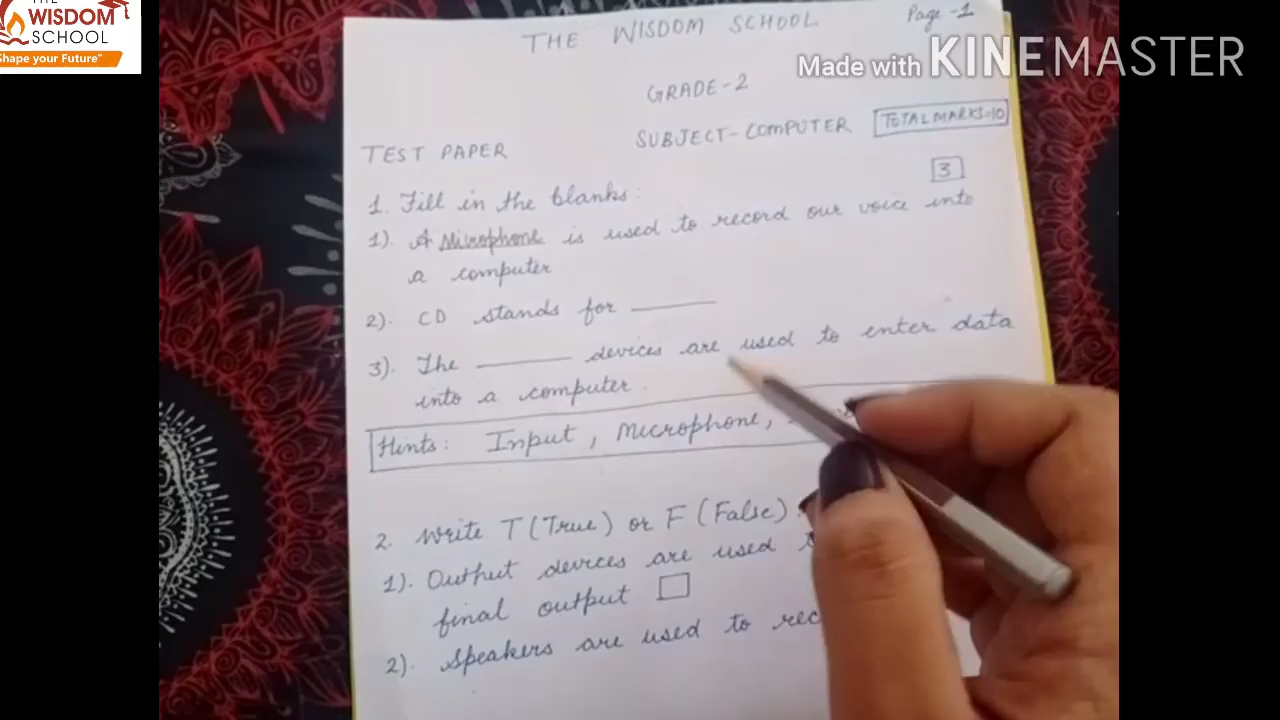 THE
WISDOM
SCHOOL
Shape your Future"
Made with KINEMASTER
THE WISDOM SCHOOL
Page-1
GRADE-2
TEST PAPER
SUBJECT-COMPUTER
TOTAL MARKS=10
1. Fill in the blanks:
3
1). A Microphone is used to record our voice into
a computer
2). CD stands for ______
3). The ______ devices are used to enter data
into a computer.
Hints: Input, Microphone,
2. Write T (True) or F (False)
1). Output devices are used
final output
2). Speakers are used to